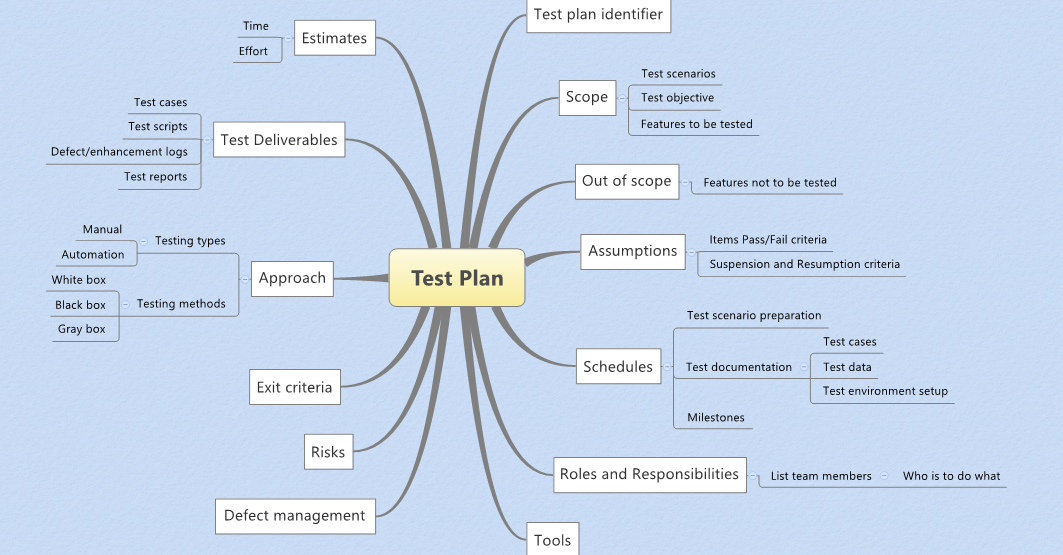 Test Plan
Test plan identifier
Scope
Test scenarios
Test objective
Features to be tested
Out of scope
Features not to be tested
Assumptions
Items Pass/Fail criteria
Suspension and Resumption criteria
Schedules
Test scenario preparation
Test documentation
Test cases
Test data
Test environment setup
Milestones
Roles and Responsibilities
List team members
Who is to do what
Tools
Estimates
Time
Effort
Test Deliverables
Test cases
Test scripts
Defect/enhancement logs
Test reports
Approach
Testing types
Manual
Automation
Testing methods
White box
Black box
Gray box
Exit criteria
Risks
Defect management